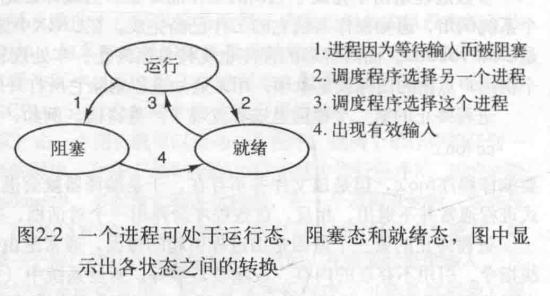 运行
1
3
2
阻塞
4
就绪
1.进程因为等待输入而被阻塞
2.调度程序选择另一个进程
3.调度程序选择这个进程
4.出现有效输入
图2-2 一个进程可处于运行态、阻塞态和就绪态，图中显
示出各状态之间的转换